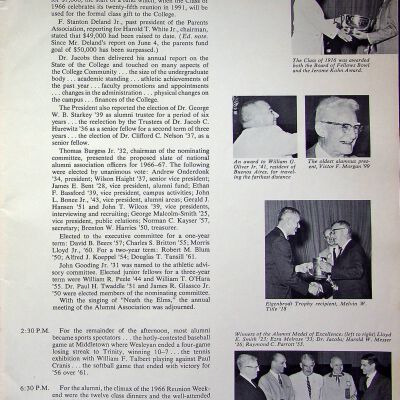 1966 celebrates its twenty-fifth reunion in 1991, will be used
for the formal class gift to the College.
F. Stanton Deland Jr., past president of the Parents
Association, reporting for Harold T. White Jr., chairman,
stated that $49,000 had been raised to date. (Ed. note.
Since Mr. Deland's report on June 4, the parents fund
goal of $50,000 has been surpassed.)
Dr. Jacobs then delivered his annual report on the
State of the College and touched on many aspects of the
College Community . . . the size of the undergraduate
body . . . academic standing . . . athletic achievements of
the past year . . . faculty promotions and appointments
. . . changes in the administration . . . physical changes on
the campus . . . finances of the College.
The President also reported the election of Dr. George
W. B. Starkey '39 as alumni trustee for a period of six
years . . . the reelection by the Trustees of Dr. Jacob C.
Hurewitz '36 as a senior fellow for a second term of three
years . . . the election of Dr. Clifford C. Nelson '37, as a
senior fellow.
Thomas Burgess Jr. '32, chairman of the nominating
committee, presented the proposed slate of national
alumni association officers for 1966-67. The following
were elected by unanimous vote: Andrew Onderdonk
'34, president; Wilson Haight '37, senior vice president;
James E. Bent '28, vice president, alumni fund; Ethan
F. Bassford '39, vice president, campus activities; John
L. Bonee Jr., '43, vice president, alumni areas; Gerald J.
Hansen '51 and John T. Wilcox '39, vice presidents,
interviewing and recruiting; George Malcolm-Smith '25,
vice president, public relations; Norman C. Kayser '57,
secretary; Brenton W. Harries '50, treasurer.
Elected to the executive committee for a one-year
term: David B. Beers '57; Charles S. Britton '55; Morris
Lloyd Jr., '60. For a two-year term: Robert M. Blum
'50; Alfred J. Koeppel '54; Douglas T. Tansill '61.
John Gooding Jr. '31 was named to the athletic advi-
sory committee. Elected junior fellows for a three-year
term were William R. Peele '44 and William T. O'Hara
'55. Dr. Paul H. Twaddle '31 and James R. Glassco Jr.
'50 were elected members of the nominating committee.
With the singing of "Neath the Elms," the annual
meeting of the Alumni Association was adjourned.
2:30 P.M. For the remainder of the afternoon, most alumni
became sports spectators . . . the hotly-contested baseball
game at Middletown where Wesleyan ended a four-game
losing streak to Trinity, winning 10-7 . . . the tennis
exhibition with William F. Talbert playing against Paul
Cranis . . . the softball game that ended with victory for
'56 over '61.
6:30 P.M. For the alumni, the climax of the 1966 Reunion Week-
end were the twelve class dinners and the well-attended
The Class of 1916 was awarded
both the Board of Fellows Bowl
and the Jerome Kohn Award.
An award to William G.
Oliver Jr. '41, resident of
Buenos Aires, for travel-
ing the farthest distance
The oldest alumnus pres-
ent, Victor F. Morgan '99
Eigenbrodt Trophy recipient, Melvin W.
Title '18
Winners of the Alumni Medal of Excellence: (left to right) Lloyd
E. Smith '23; Ezra Melrose '33; Dr. Jacobs; Harold W. Messer
'26; Raymond C. Parrott '53.